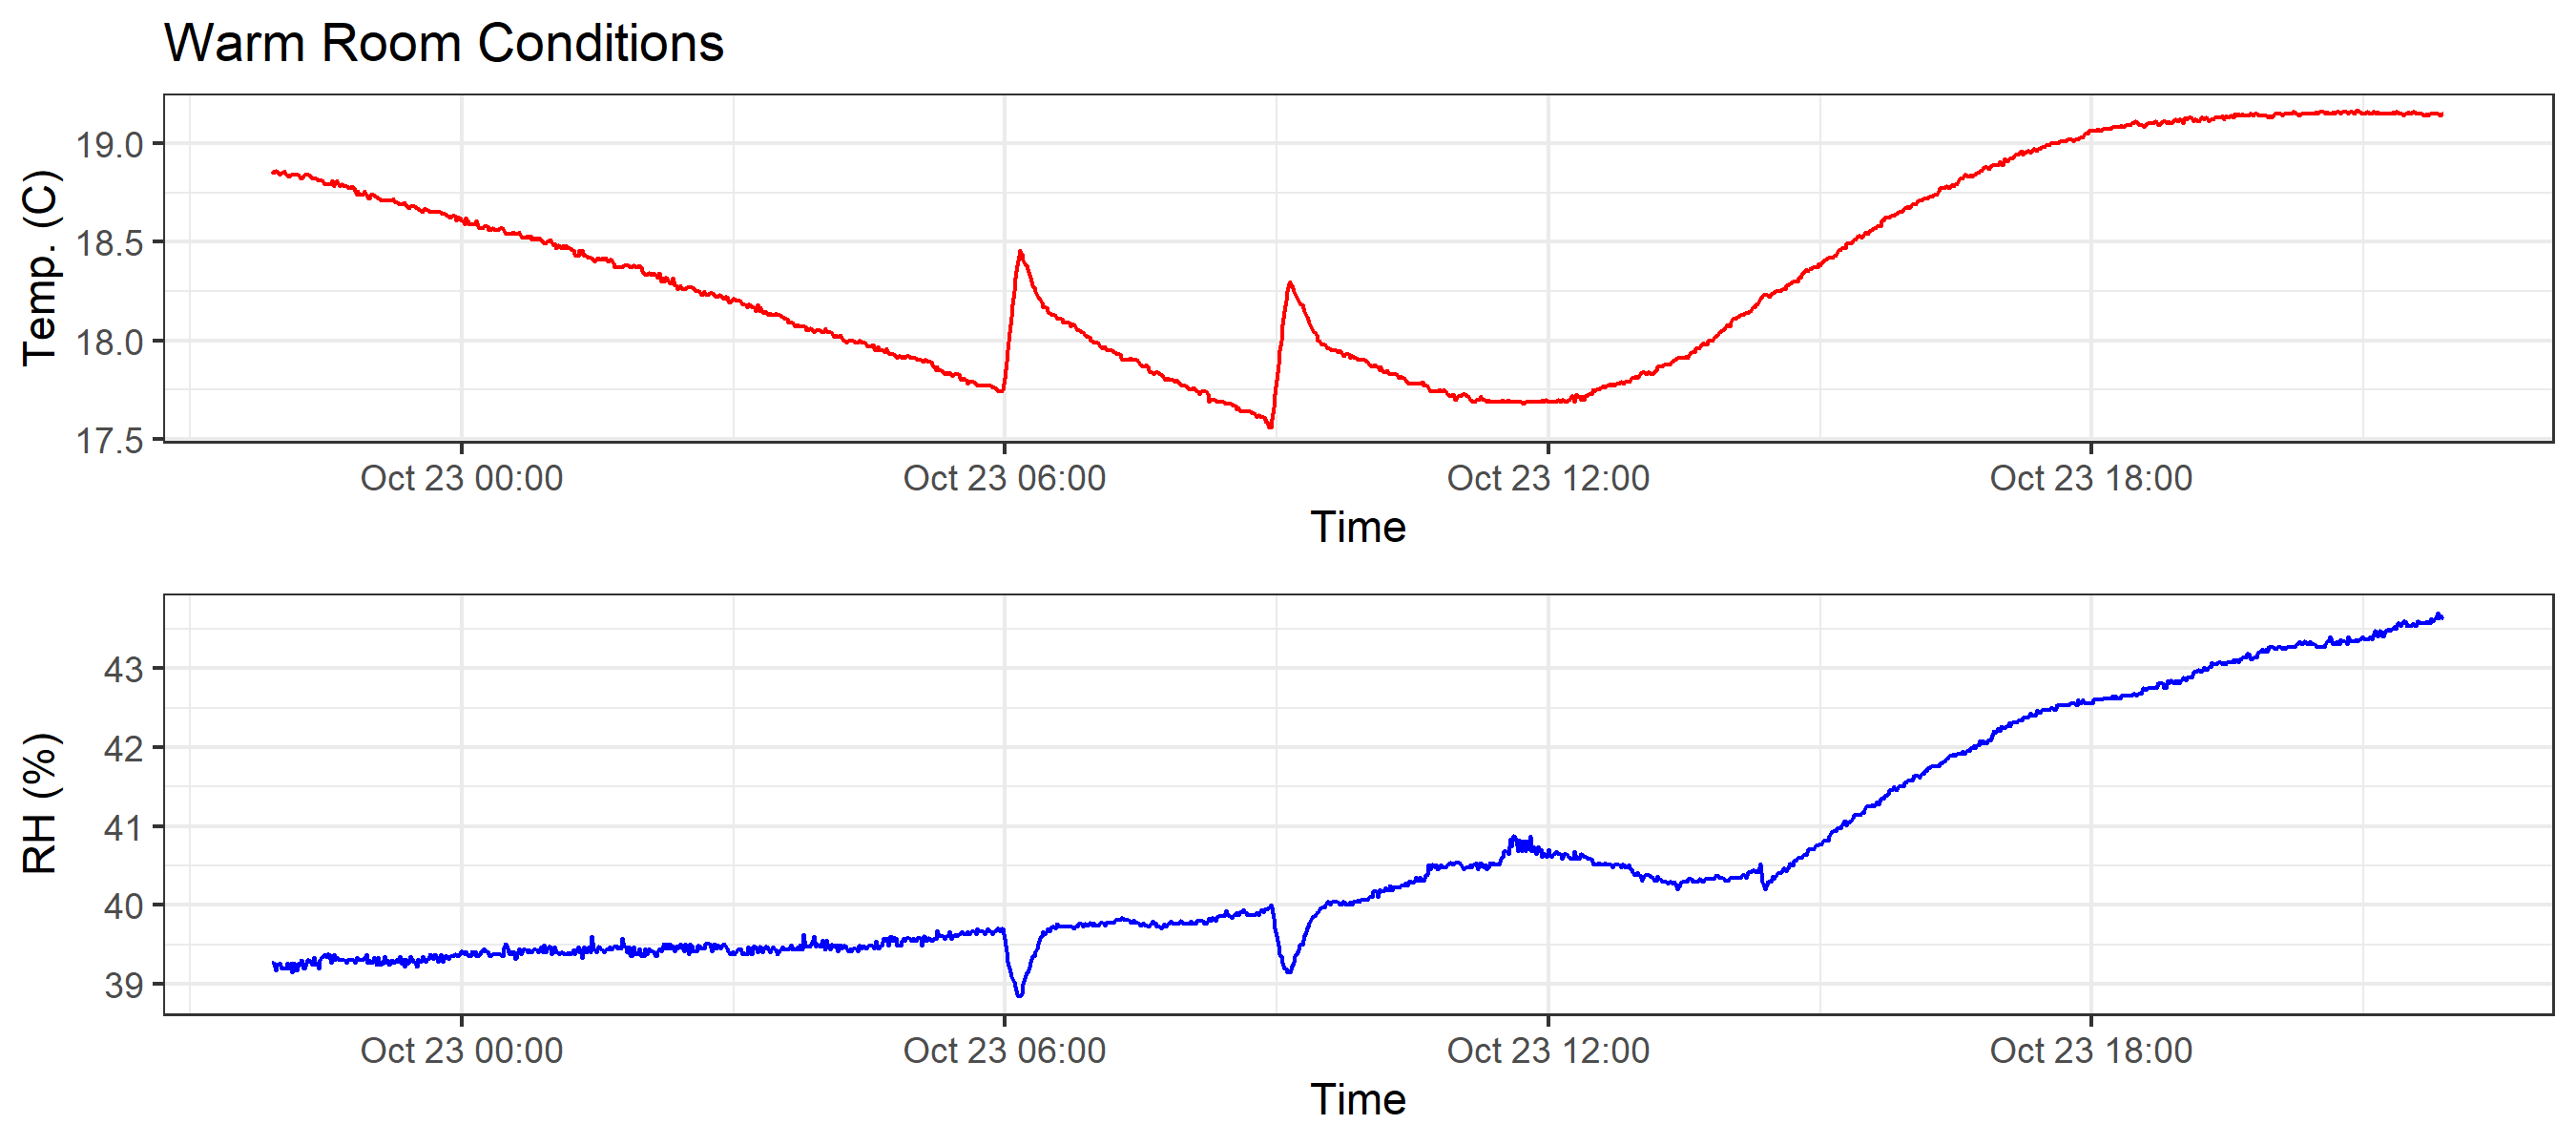 Warm Room Conditions
Temp. (C)
19.0
18.5
18.0
17.5
Oct 23 00:00 Oct 23 06:00 Oct 23 12:00 Oct 23 18:00
Time
RH (%)
43
42
41
40
39
Oct 23 00:00 Oct 23 06:00 Oct 23 12:00 Oct 23 18:00
Time